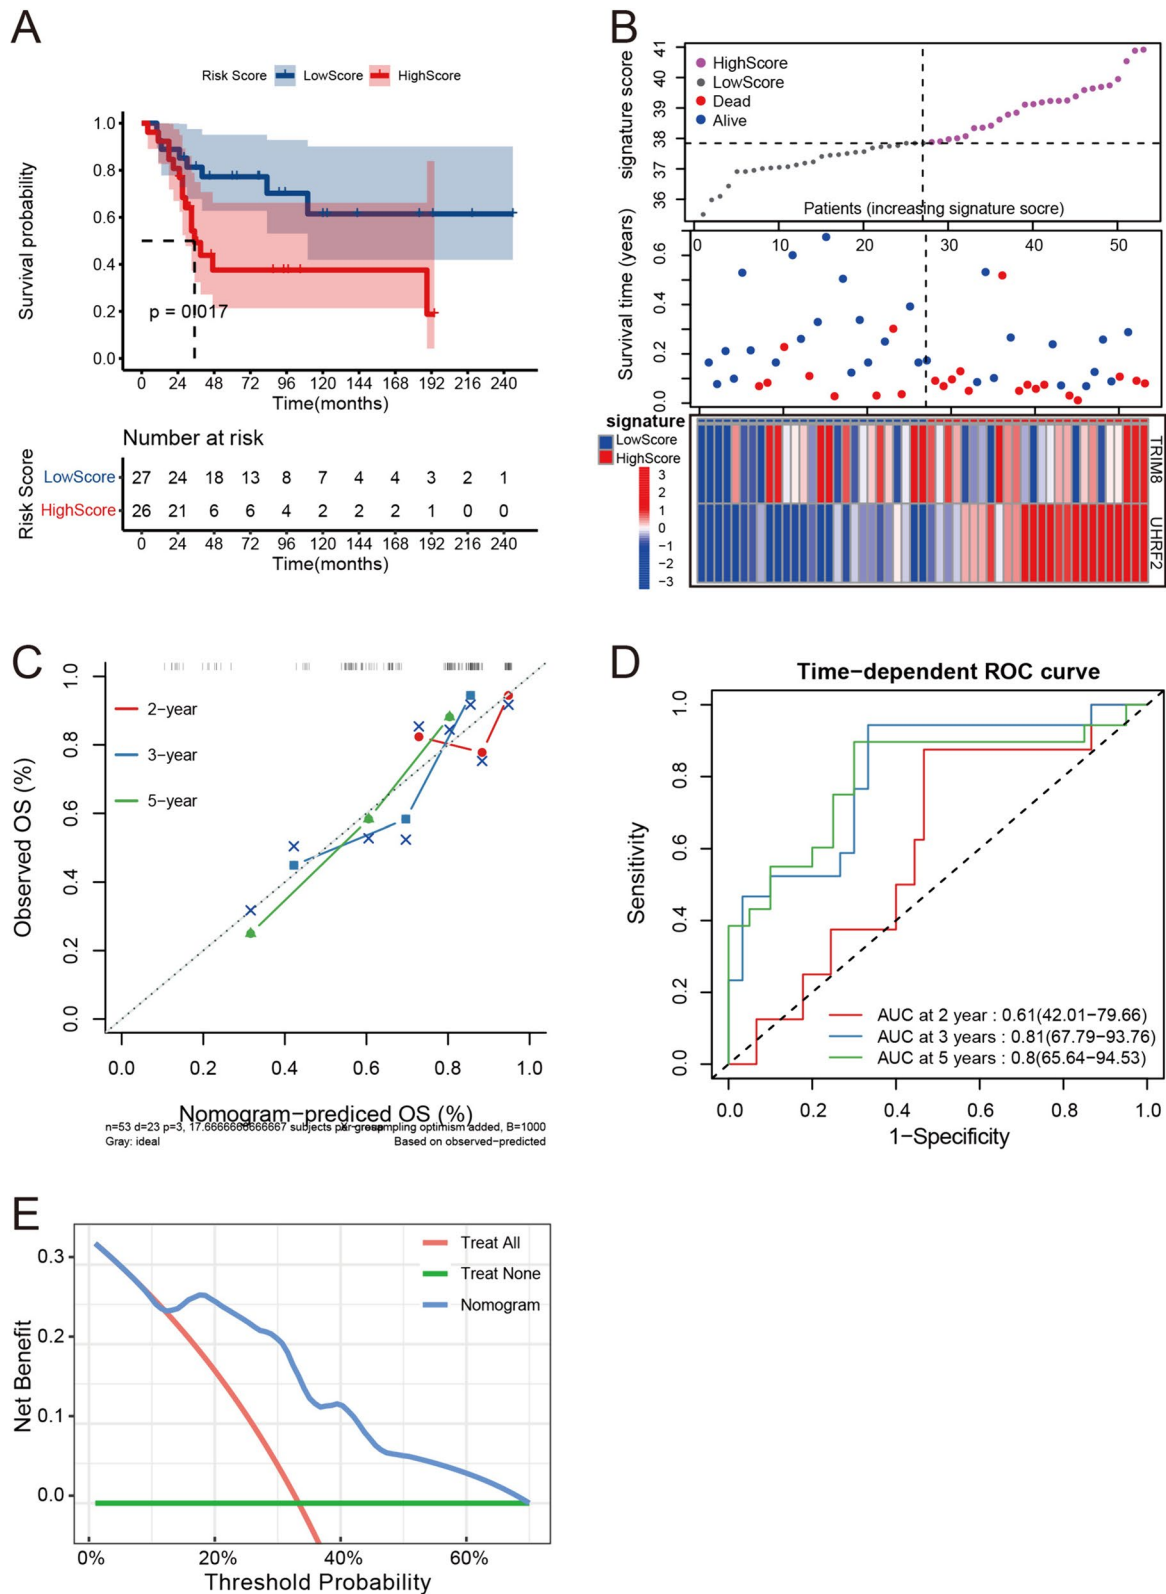 A
Risk Score LowScore HighScore
Survival probability
1.0
0.8
0.6
0.4
0.2
0.0
p = 0.017
0 24 48 72 96 120 144 168 192 216 240
Time(months)
Number at risk
Risk Score
LowScore 27 24 18 13 8 7 4 4 3 2 1
HighScore 26 21 6 6 4 2 2 2 1 0 0
0 24 48 72 96 120 144 168 192 216 240
Time(months)
B
signature score
41
40
39
38
37
36
HighScore
LowScore
Dead
Alive
Patients (increasing signature socre)
0 10 20 30 40 50
Survival time (years)
0.6
0.4
0.2
0.0
signature
LowScore
HighScore
3
2
1
0
−1
−2
−3
TRIM8
UHRF2
C
Observed OS (%)
1.0
0.8
0.6
0.4
0.2
0.0
2−year
3−year
5−year
0.0 0.2 0.4 0.6 0.8 1.0
Nomogram−prediced OS (%)
n=53 d=23 p=3, 17.6666666666667 subjects per group
Gray: ideal
X − resampling optimism added, B=1000
Based on observed−predicted
D
Time−dependent ROC curve
Sensitivity
1.0
0.8
0.6
0.4
0.2
0.0
AUC at 2 year : 0.61(42.01−79.66)
AUC at 3 years : 0.81(67.79−93.76)
AUC at 5 years : 0.8(65.64−94.53)
0.0 0.2 0.4 0.6 0.8 1.0
1−Specificity
E
Net Benefit
0.3
0.2
0.1
0.0
Treat All
Treat None
Nomogram
0% 20% 40% 60%
Threshold Probability